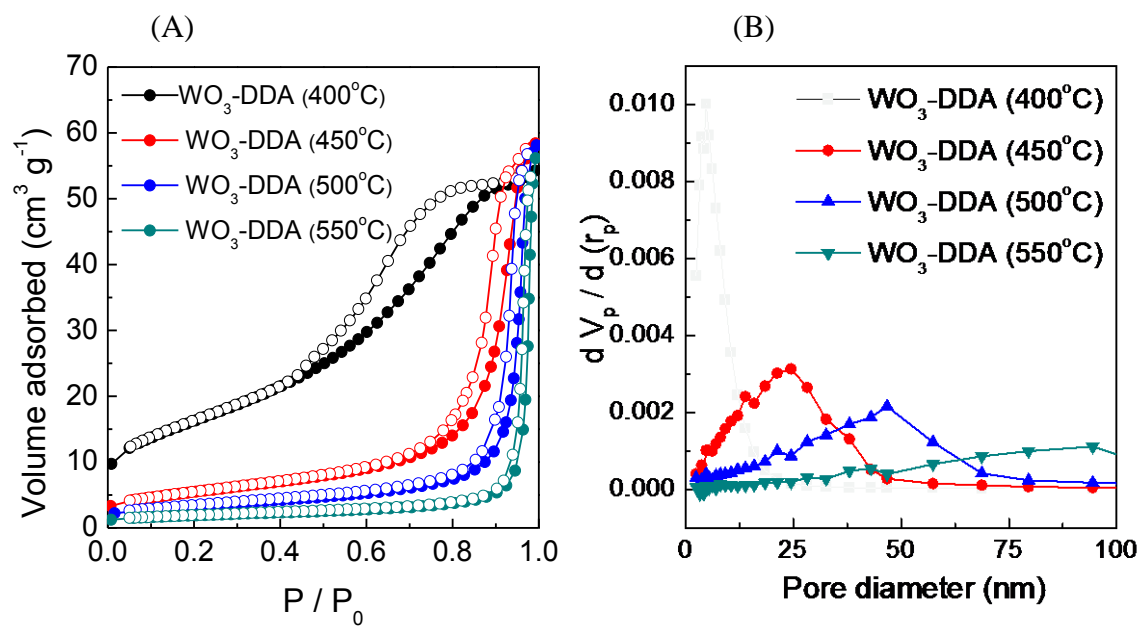 (A)
(B)
70
60
50
40
30
20
10
0
Volume adsorbed (cm³ g⁻¹)
WO₃-DDA (400°C)
WO₃-DDA (450°C)
WO₃-DDA (500°C)
WO₃-DDA (550°C)
0.0 0.2 0.4 0.6 0.8 1.0
P / P₀
0.010
0.008
0.006
0.004
0.002
0.000
d Vₚ / d (rₚ)
WO₃-DDA (400°C)
WO₃-DDA (450°C)
WO₃-DDA (500°C)
WO₃-DDA (550°C)
0 25 50 75 100
Pore diameter (nm)